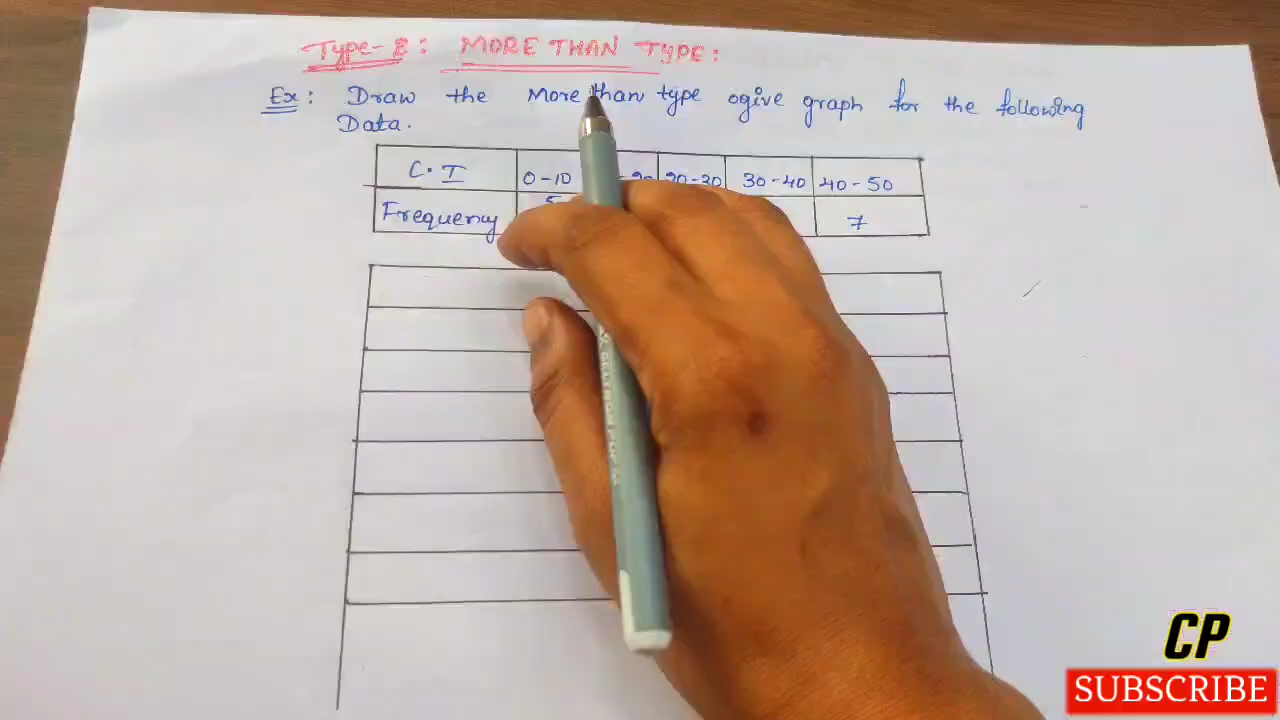 Type-2: MORE THAN TYPE:
Ex: Draw the More than type ogive graph for the following
Data.
C.I 0-10 20-30 30-40 40-50
Frequency 5 7
CP
SUBSCRIBE